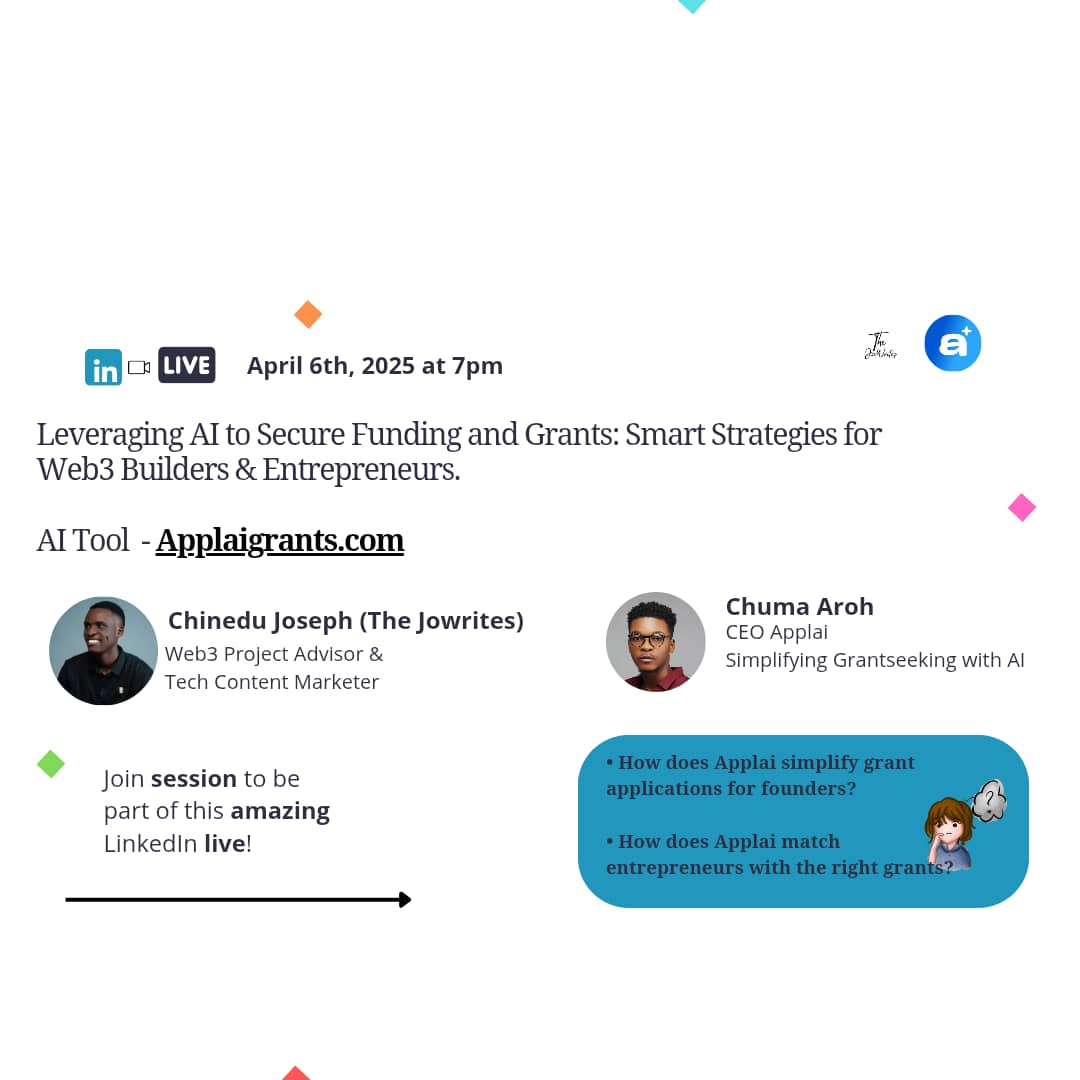 in LIVE April 6th, 2025 at 7pm
The
a
Leveraging AI to Secure Funding and Grants: Smart Strategies for
Web3 Builders & Entrepreneurs.
AI Tool - Applaigrants.com
Chinedu Joseph (The Jowrites)
Web3 Project Advisor &
Tech Content Marketer
Chuma Aroh
CEO Applai
Simplifying Grantseeking with AI
Join session to be
part of this amazing
LinkedIn live!
• How does Applai simplify grant
applications for founders?
• How does Applai match
entrepreneurs with the right grants?
?